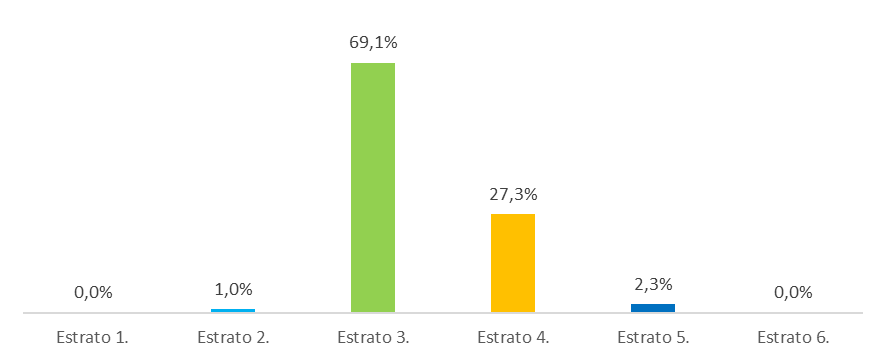 69,1%
27,3%
0,0%
1,0%
2,3%
0,0%
Estrato 1.
Estrato 2.
Estrato 3.
Estrato 4.
Estrato 5.
Estrato 6.